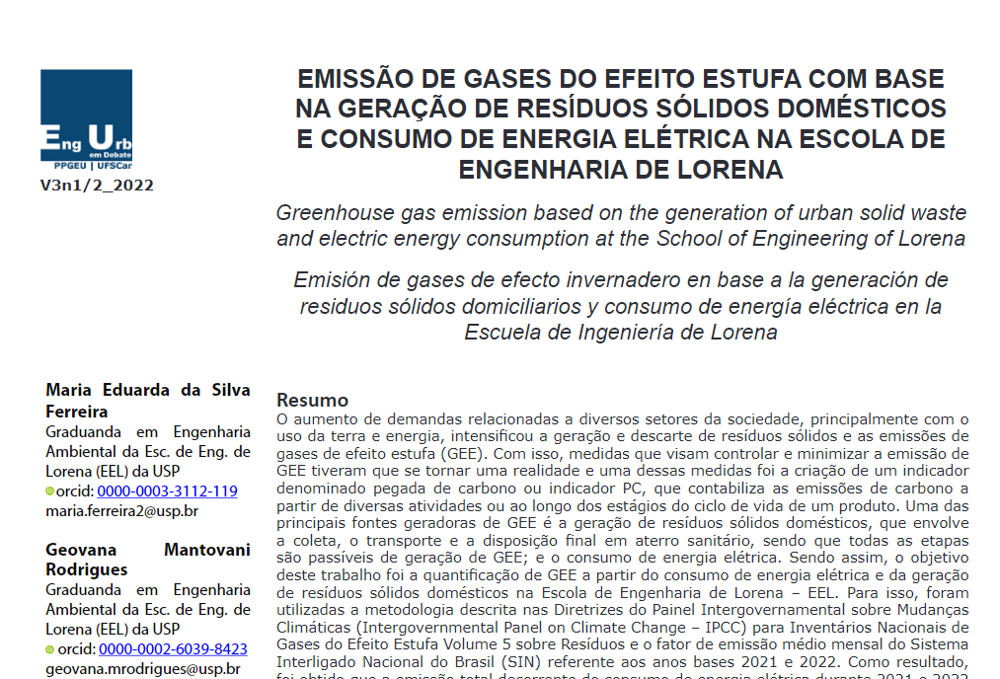 Eng Urb
em Debate
PPGEU | UFSCar
V3n1/2_2022
EMISSÃO DE GASES DO EFEITO ESTUFA COM BASE
NA GERAÇÃO DE RESÍDUOS SÓLIDOS DOMÉSTICOS
E CONSUMO DE ENERGIA ELÉTRICA NA ESCOLA DE
ENGENHARIA DE LORENA
Greenhouse gas emission based on the generation of urban solid waste
and electric energy consumption at the School of Engineering of Lorena
Emisión de gases de efecto invernadero en base a la generación de
residuos sólidos domiciliarios y consumo de energía eléctrica en la
Escuela de Ingeniería de Lorena
Maria Eduarda da Silva
Ferreira
Graduanda em Engenharia
Ambiental da Esc. de Eng. de
Lorena (EEL) da USP
orcid: 0000-0003-3112-119
maria.ferreira2@usp.br
Geovana Mantovani
Rodrigues
Graduanda em Engenharia
Ambiental da Esc. de Eng. de
Lorena (EEL) da USP
orcid: 0000-0002-6039-8423
geovana.mrodrigues@usp.br
Resumo
O aumento de demandas relacionadas a diversos setores da sociedade, principalmente com o
uso da terra e energia, intensificou a geração e descarte de resíduos sólidos e as emissões de
gases de efeito estufa (GEE). Com isso, medidas que visam controlar e minimizar a emissão de
GEE tiveram que se tornar uma realidade e uma dessas medidas foi a criação de um indicador
denominado pegada de carbono ou indicador PC, que contabiliza as emissões de carbono a
partir de diversas atividades ou ao longo dos estágios do ciclo de vida de um produto. Uma das
principais fontes geradoras de GEE é a geração de resíduos sólidos domésticos, que envolve
a coleta, o transporte e a disposição final em aterro sanitário, sendo que todas as etapas
são passíveis de geração de GEE; e o consumo de energia elétrica. Sendo assim, o objetivo
deste trabalho foi a quantificação de GEE a partir do consumo de energia elétrica e da geração
de resíduos sólidos domésticos na Escola de Engenharia de Lorena – EEL. Para isso, foram
utilizadas a metodologia descrita nas Diretrizes do Painel Intergovernamental sobre Mudanças
Climáticas (Intergovernmental Panel on Climate Change – IPCC) para Inventários Nacionais de
Gases do Efeito Estufa Volume 5 sobre Resíduos e o fator de emissão médio mensal do Sistema
Interligado Nacional do Brasil (SIN) referente aos anos bases 2021 e 2022. Como resultado,
foi obtido que a emissão total decorrente do consumo de energia elétrica durante 2021 e 2022